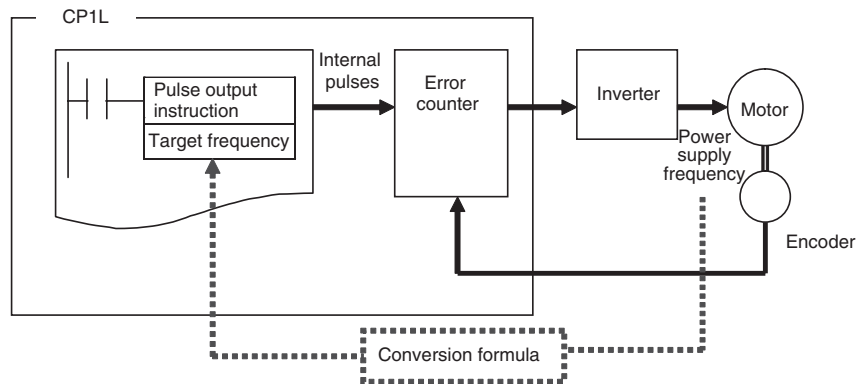 CP1L
Internal
pulses
Pulse output
instruction
Target frequency
Error
counter
Inverter
Motor
Power
supply
frequency
Encoder
Conversion formula